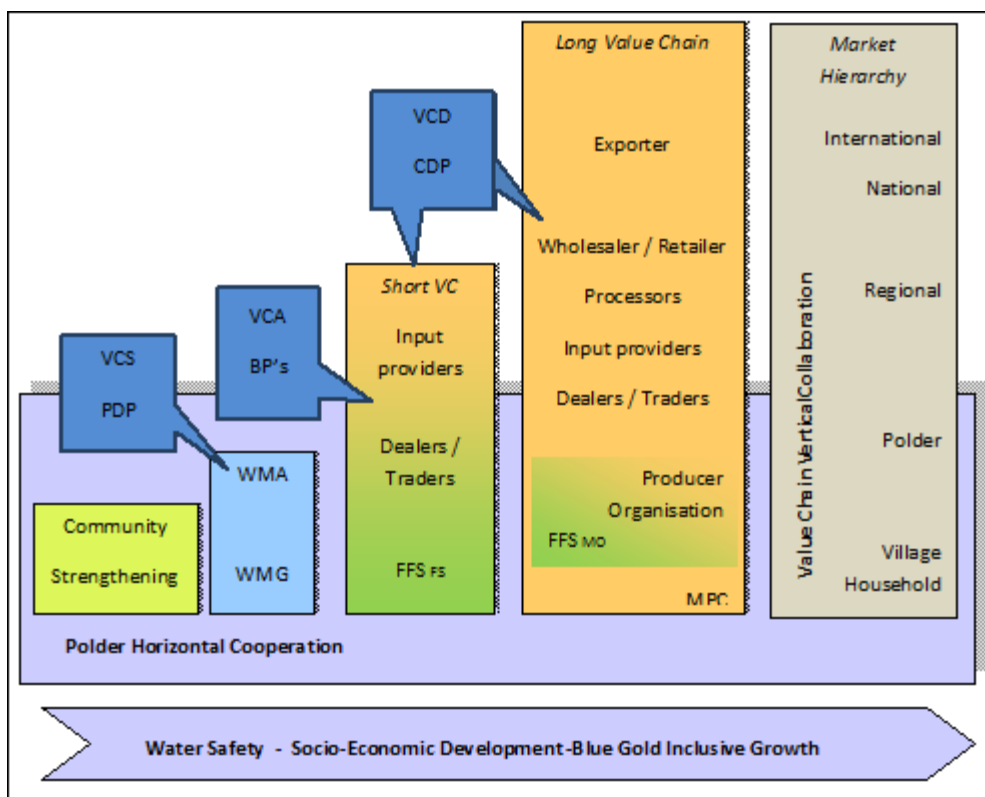 Long Value Chain
Exporter
Wholesaler / Retailer
Processors
Input providers
Dealers / Traders
Producer
Organisation
FFS MO
MPC
Market
Hierarchy
International
National
Regional
Polder
Village
Household
Value Chain Vertical Collaboration
VCD
CDP
Short VC
Input
providers
Dealers /
Traders
FFS FS
VCA
BP's
VCS
PDP
WMA
WMG
Community
Strengthening
Polder Horizontal Cooperation
Water Safety - Socio-Economic Development-Blue Gold Inclusive Growth